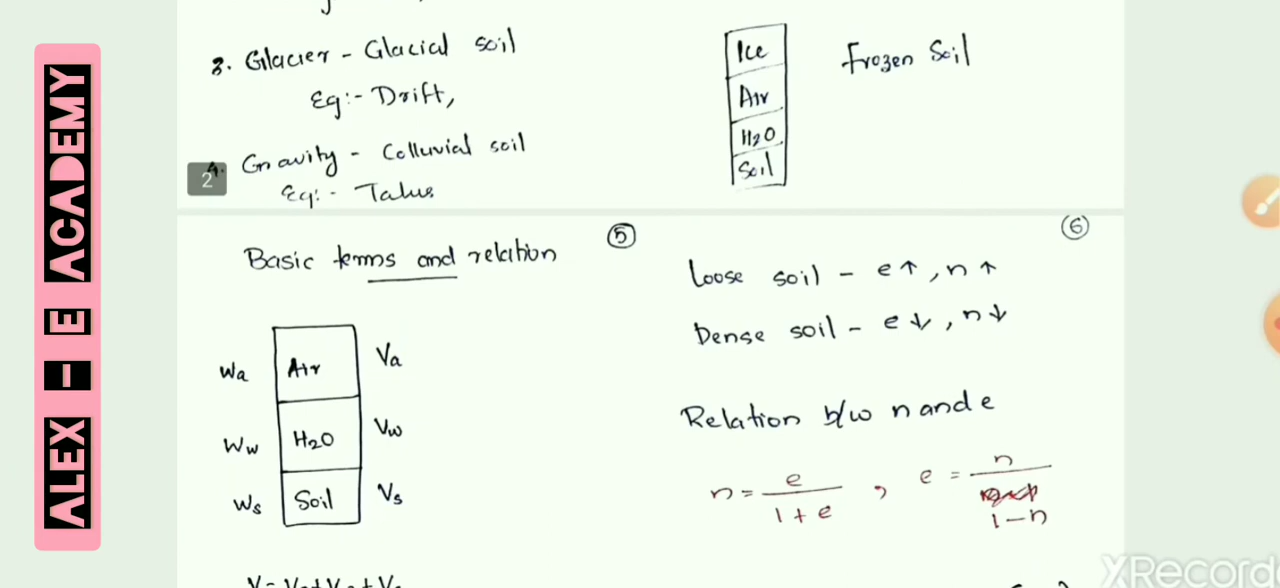 ALEX - E ACADEMY
3. Glacier - Glacial soil
Eg:- Drift,
4. Gravity - Colluvial soil
Eg:- Talus
2
Ice
Air
H2O
Soil
Frozen Soil
Basic terms and relation
5
Wa Air Va
Ww H2O Vw
Ws Soil Vs
6
Loose soil - e↑, n↑
Dense soil - e↓, n↓
Relation b/w n and e
n = e / 1+e , e = n / 1-n
XRecord